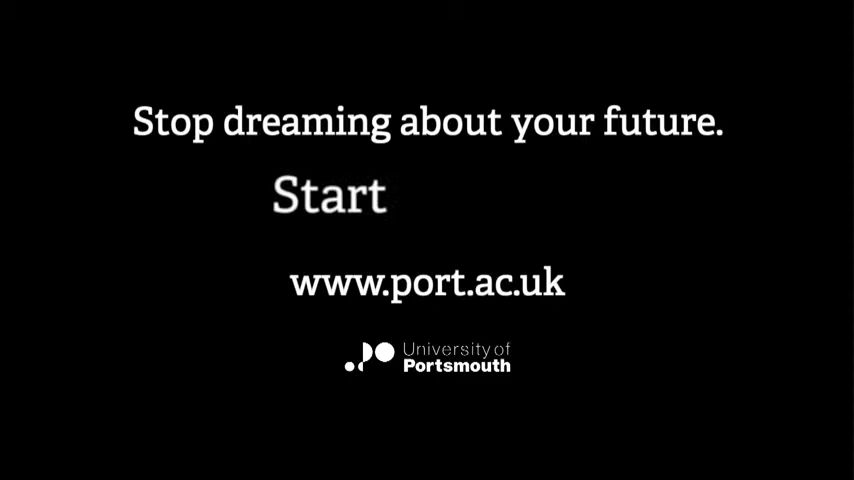 Stop dreaming about your future.
Start
www.port.ac.uk
University of
Portsmouth